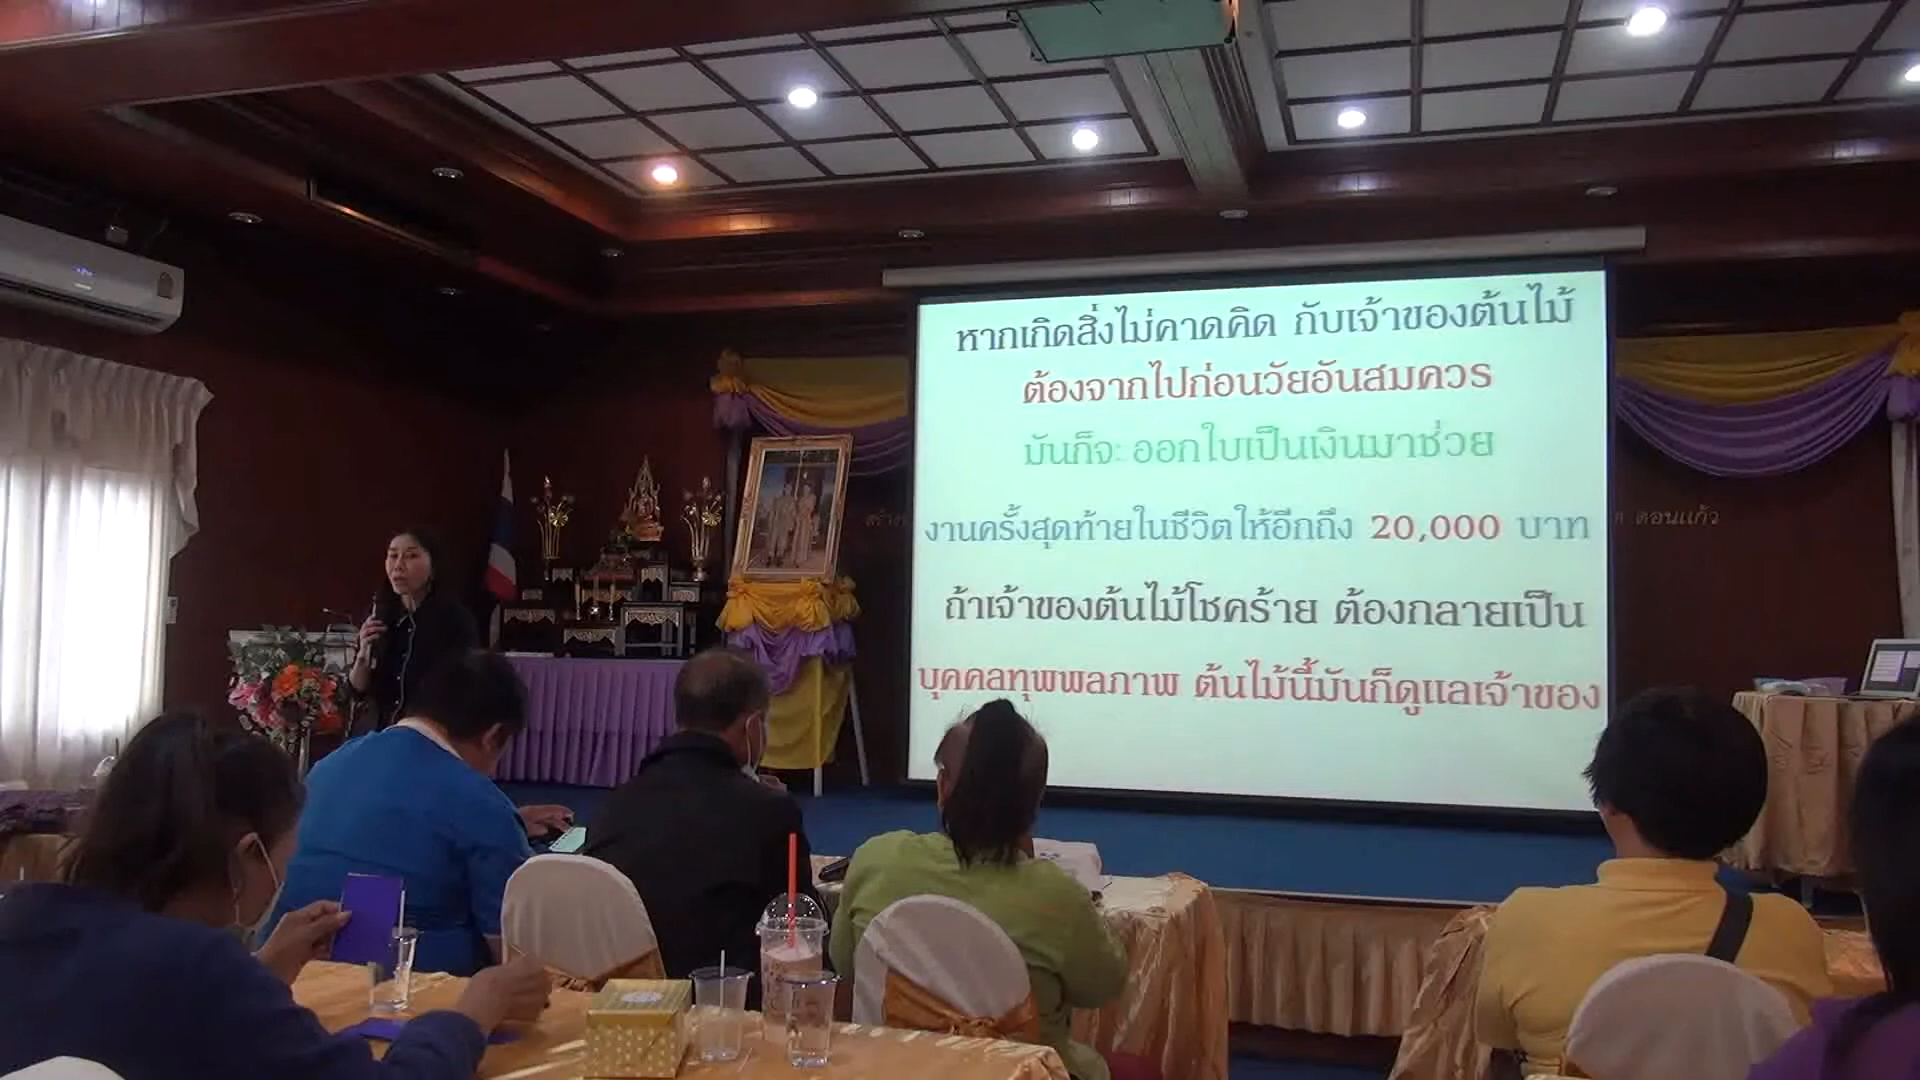 หากเกิดสิ่งไม่คาดคิด กับเจ้าของต้นไม้
ต้องจากไปก่อนวัยอันสมควร
มันก็จะออกใบเป็นเงินมาช่วย
งานครั้งสุดท้ายในชีวิตให้อีกถึง 20,000 บาท
ถ้าเจ้าของต้นไม้โชคร้าย ต้องกลายเป็น
บุคคลทุพพลภาพ ต้นไม้นี้มันก็ดูแลเจ้าของ
ดอนแก้ว